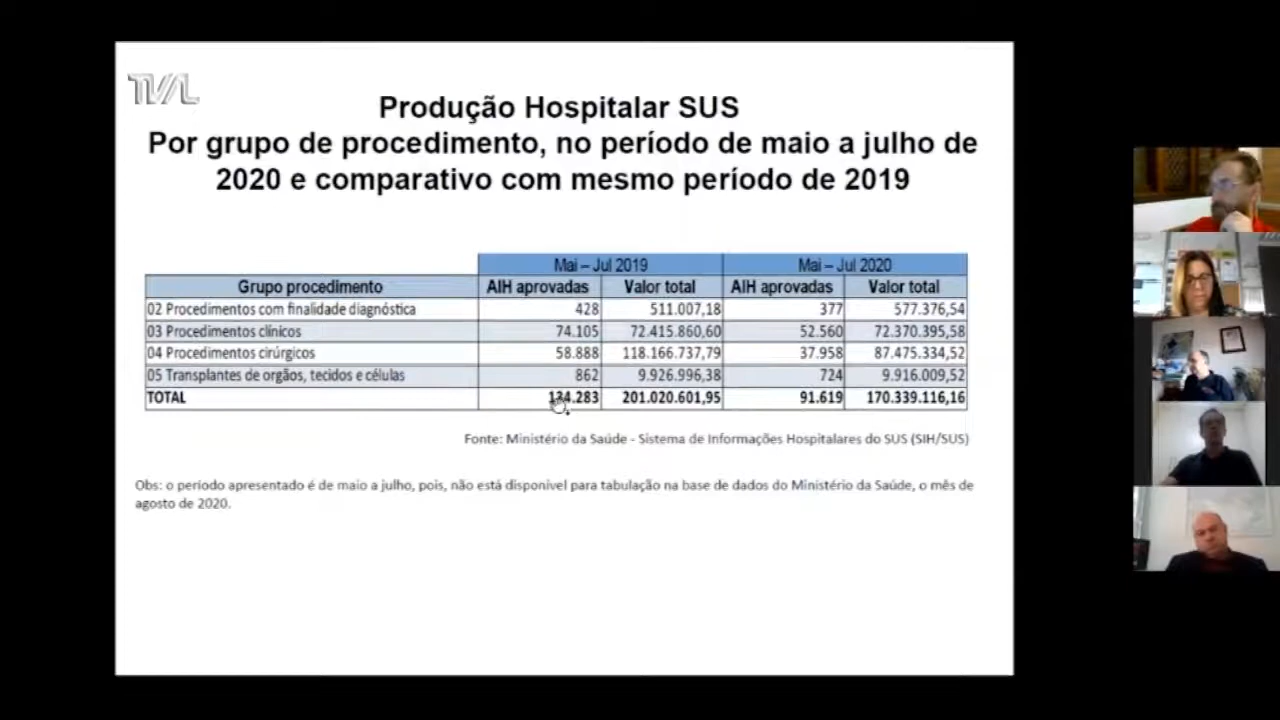 TVAL
Produção Hospitalar SUS
Por grupo de procedimento, no período de maio a julho de
2020 e comparativo com mesmo período de 2019
Mai – Jul 2019 Mai – Jul 2020
Grupo procedimento AIH aprovadas Valor total AIH aprovadas Valor total
02 Procedimentos com finalidade diagnóstica 428 511.007,18 377 577.376,54
03 Procedimentos clínicos 74.105 72.415.860,60 52.560 72.370.395,58
04 Procedimentos cirúrgicos 58.888 118.166.737,79 37.958 87.475.334,52
05 Transplantes de orgãos, tecidos e células 862 9.926.996,38 724 9.916.009,52
TOTAL 134.283 201.020.601,95 91.619 170.339.116,16
Fonte: Ministério da Saúde - Sistema de Informações Hospitalares do SUS (SIH/SUS)
Obs: o período apresentado é de maio a julho, pois, não está disponível para tabulação na base de dados do Ministério da Saúde, o mês de
agosto de 2020.